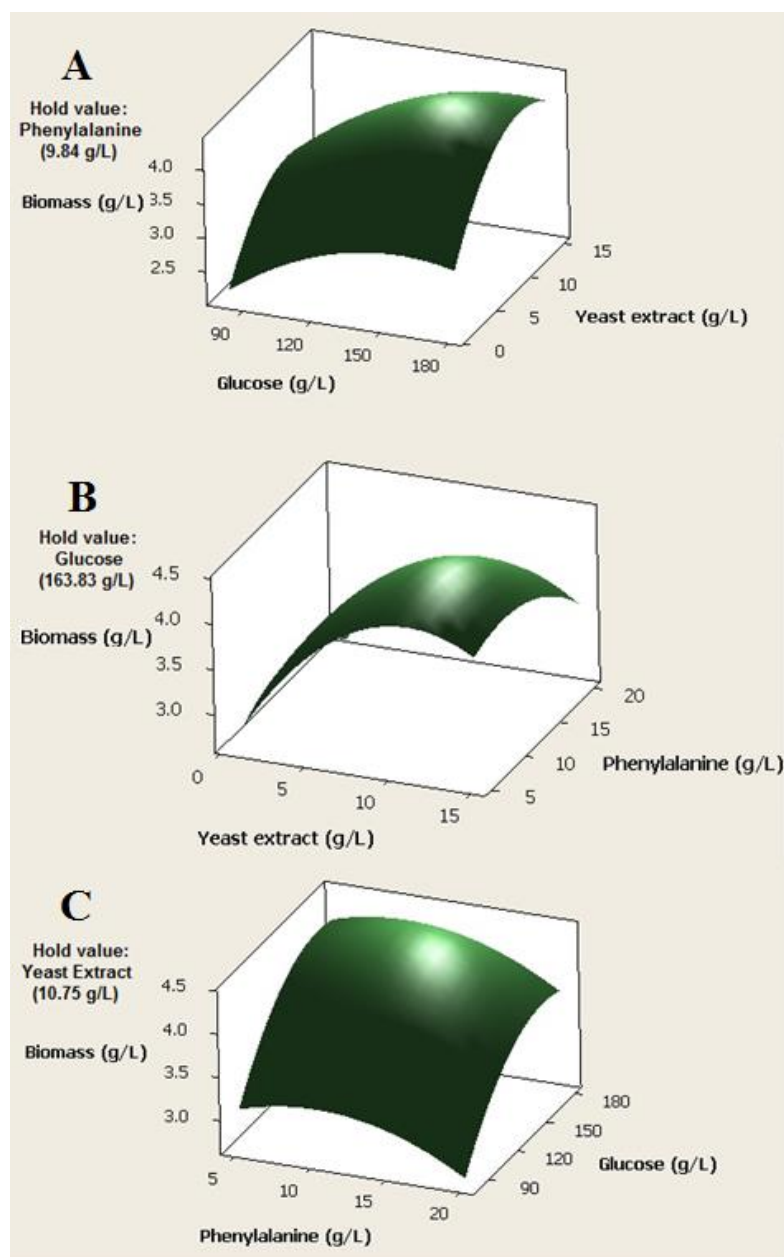 A
Hold value:
Phenylalanine
(9.84 g/L)
Biomass (g/L)
4.0
3.5
3.0
2.5
90
120
150
180
Glucose (g/L)
0
5
10
15
Yeast extract (g/L)
B
Hold value:
Glucose
(163.83 g/L)
Biomass (g/L)
4.5
4.0
3.5
3.0
0
5
10
15
Yeast extract (g/L)
5
10
15
20
Phenylalanine (g/L)
C
Hold value:
Yeast Extract
(10.75 g/L)
Biomass (g/L)
4.5
4.0
3.5
3.0
5
10
15
20
Phenylalanine (g/L)
90
120
150
180
Glucose (g/L)